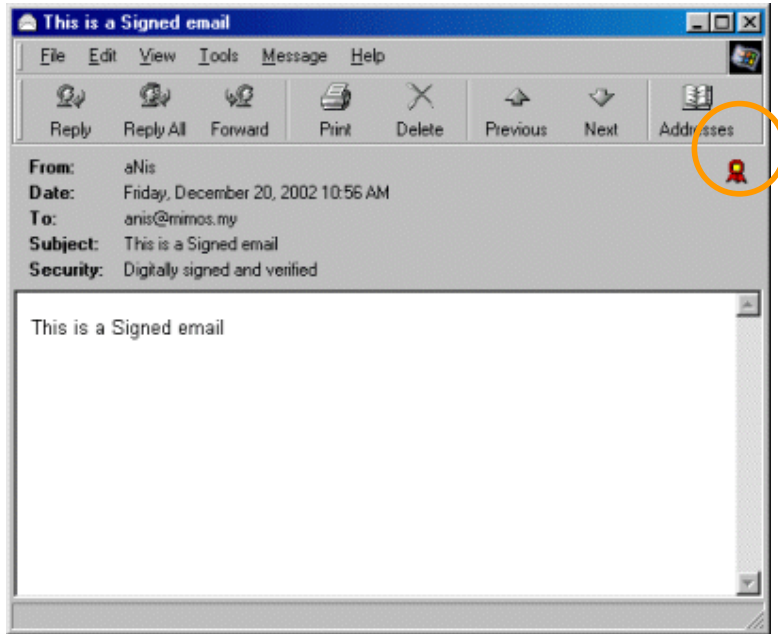 This is a Signed email
File Edit View Tools Message Help
Reply Reply All Forward Print Delete Previous Next Addresses
From: aNis
Date: Friday, December 20, 2002 10:56 AM
To: anis@mimos.my
Subject: This is a Signed email
Security: Digitally signed and verified
This is a Signed email